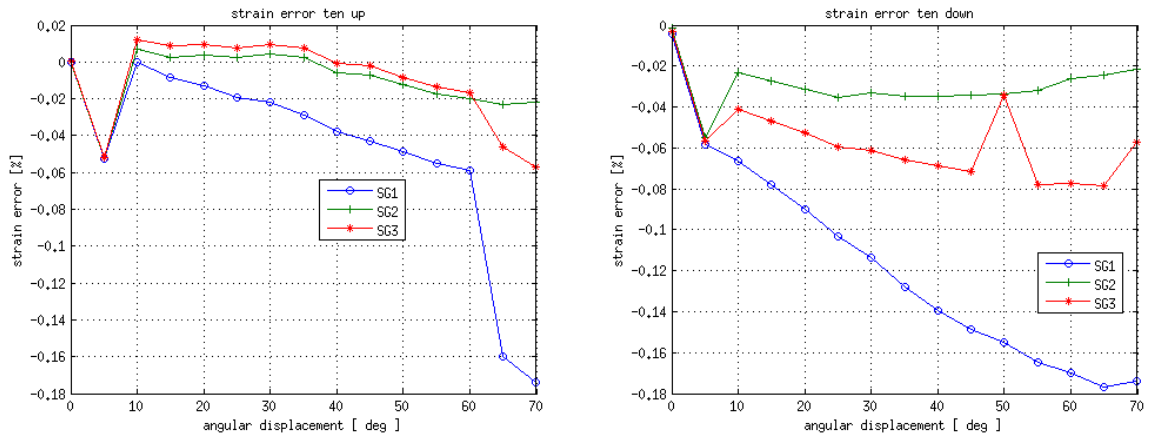 strain error ten up
0.02
0
-0.02
-0.04
-0.06
-0.08
-0.1
-0.12
-0.14
-0.16
-0.18
strain error [%]
0 10 20 30 40 50 60 70
angular displacement [ deg ]
SG1
SG2
SG3
strain error ten down
0
-0.02
-0.04
-0.06
-0.08
-0.1
-0.12
-0.14
-0.16
-0.18
strain error [%]
0 10 20 30 40 50 60 70
angular displacement [ deg ]
SG1
SG2
SG3